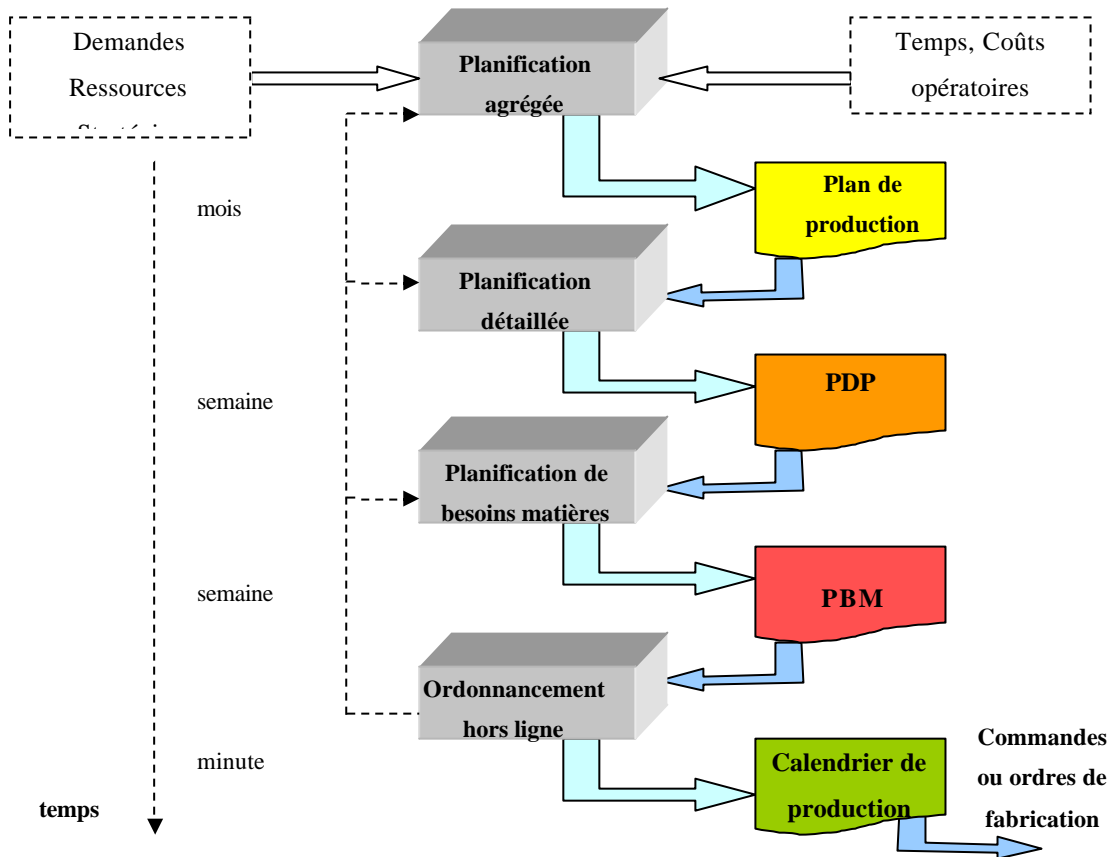 Demandes
Ressources
Temps, Coûts
opératoires
Planification
agrégée
mois
Plan de
production
Planification
détaillée
semaine
PDP
Planification de
besoins matières
semaine
PBM
Ordonnancement
hors ligne
minute
Calendrier de
production
Commandes
ou ordres de
fabrication
temps